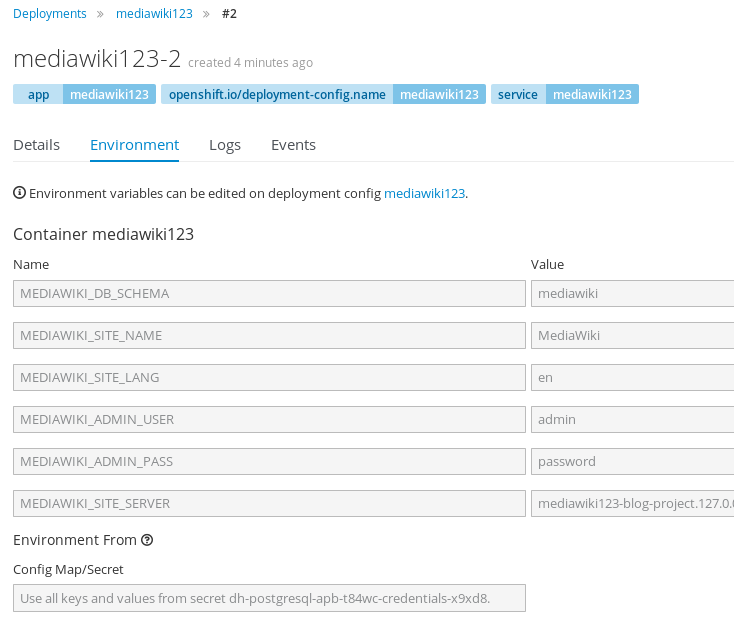 Deployments » mediawiki123 » #2
mediawiki123-2 created 4 minutes ago
app mediawiki123 openshift.io/deployment-config.name mediawiki123 service mediawiki123
Details Environment Logs Events
Environment variables can be edited on deployment config mediawiki123.
Container mediawiki123
Name Value
MEDIAWIKI_DB_SCHEMA mediawiki
MEDIAWIKI_SITE_NAME MediaWiki
MEDIAWIKI_SITE_LANG en
MEDIAWIKI_ADMIN_USER admin
MEDIAWIKI_ADMIN_PASS password
MEDIAWIKI_SITE_SERVER mediawiki123-blog-project.127.0.0
Environment From
Config Map/Secret
Use all keys and values from secret dh-postgresql-apb-t84wc-credentials-x9xd8.